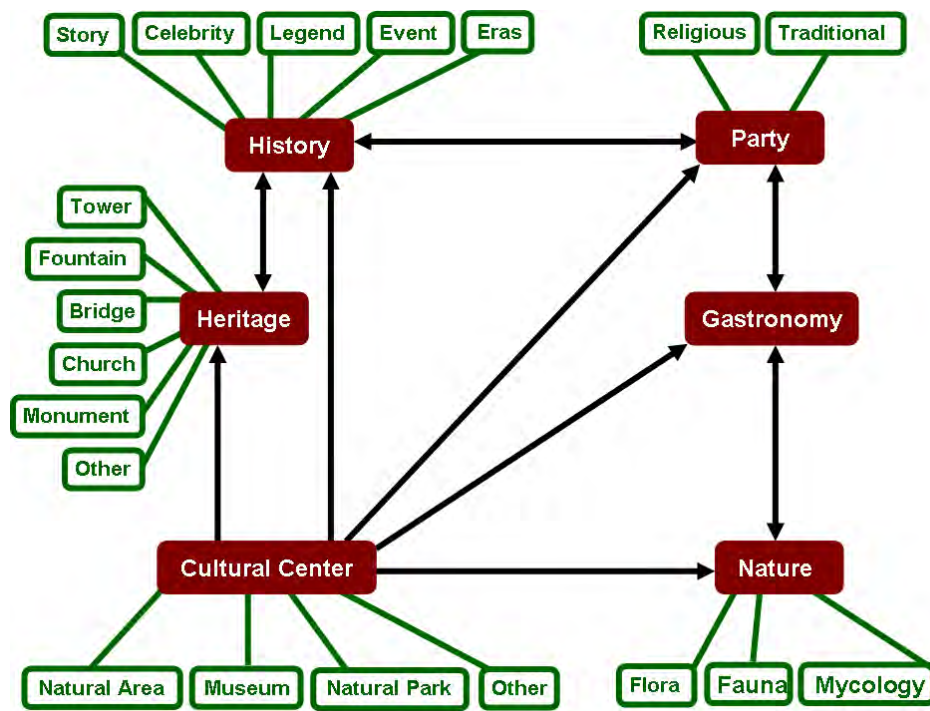 Story
Celebrity
Legend
Event
Eras
Religious
Traditional
History
Party
Tower
Fountain
Bridge
Heritage
Gastronomy
Church
Monument
Other
Cultural Center
Nature
Natural Area
Museum
Natural Park
Other
Flora
Fauna
Mycology